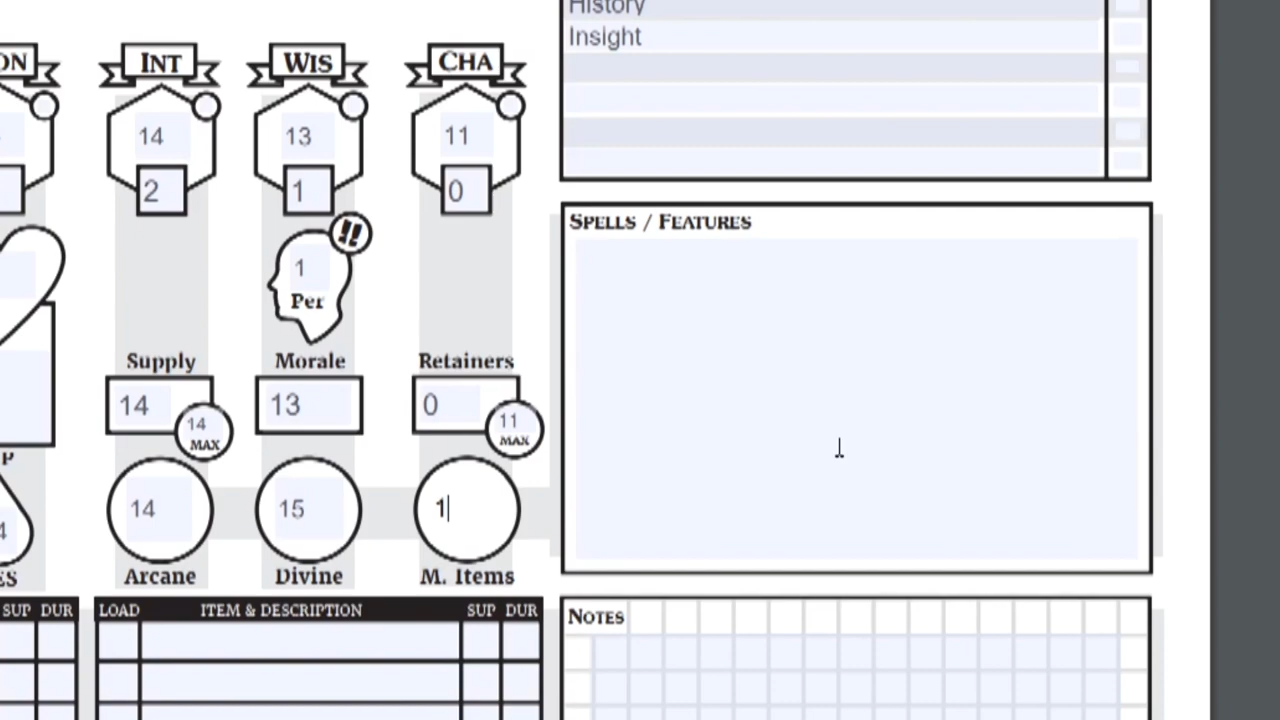 History
Insight
ON
INT
WIS
CHA
14
13
11
2
1
0
SPELLS / FEATURES
!!
1
Per
Supply
Morale
Retainers
14
14
MAX
13
0
11
MAX
P
14
15
1
4
ES
Arcane
Divine
M. Items
SUP DUR
LOAD ITEM & DESCRIPTION SUP DUR
NOTES